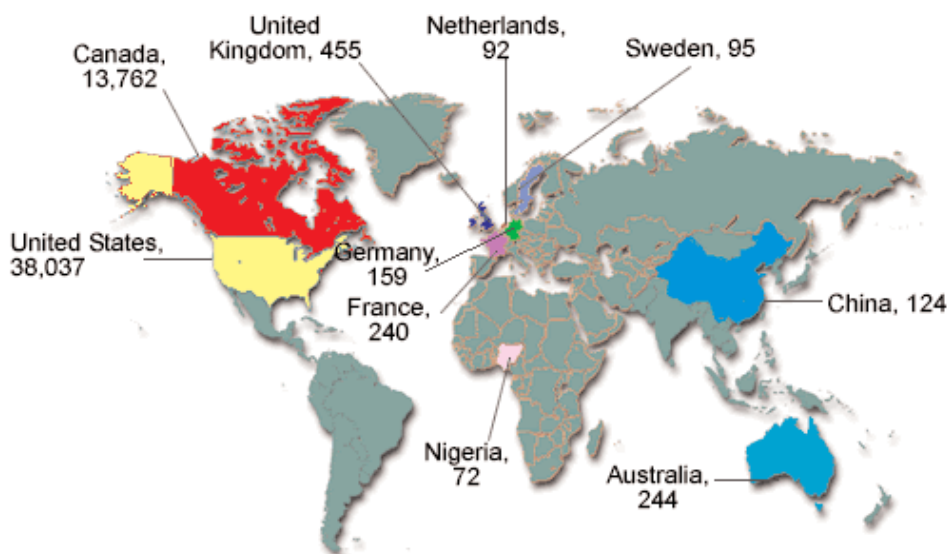 United
Kingdom, 455
Netherlands,
92
Sweden, 95
Canada,
13,762
United States,
38,037
Germany,
159
France,
240
China, 124
Nigeria,
72
Australia,
244